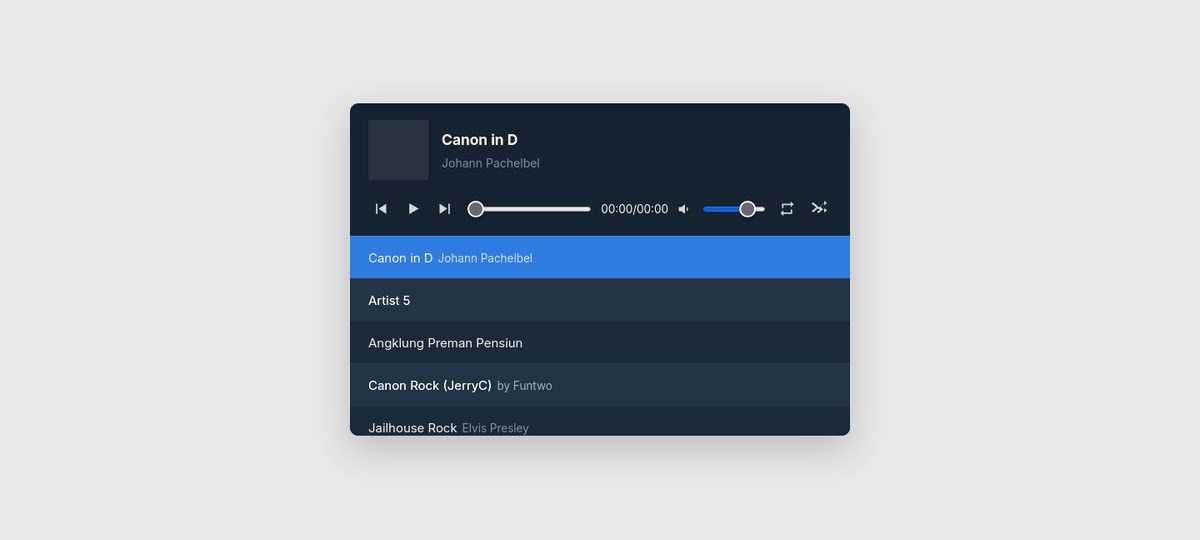 Canon in D
Johann Pachelbel
00:00/00:00
Canon in D Johann Pachelbel
Artist 5
Angklung Preman Pensiun
Canon Rock (JerryC) by Funtwo
Jailhouse Rock Elvis Presley